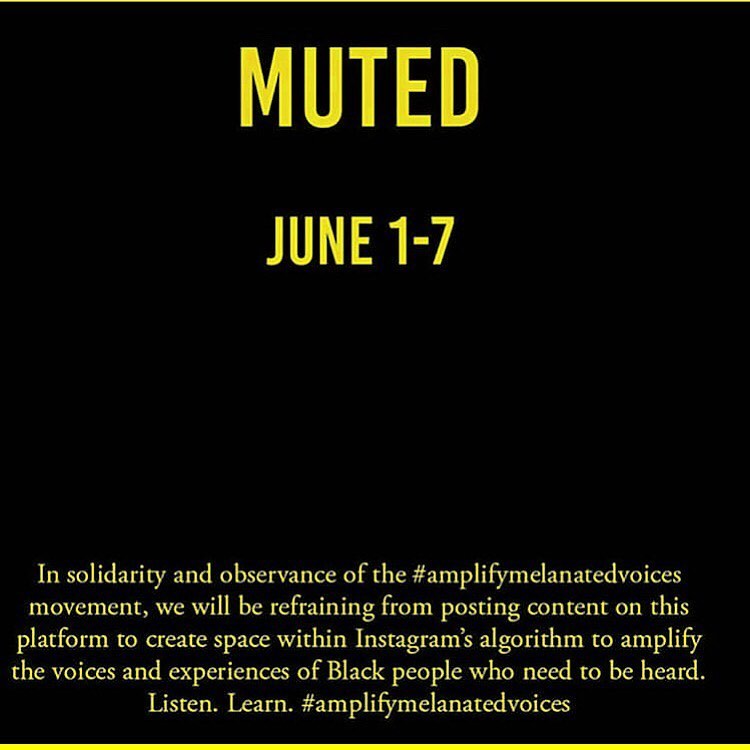 MUTED
JUNE 1-7
In solidarity and observance of the #amplifymelanatedvoices
movement, we will be refraining from posting content on this
platform to create space within Instagram's algorithm to amplify
the voices and experiences of Black people who need to be heard.
Listen. Learn. #amplifymelanatedvoices